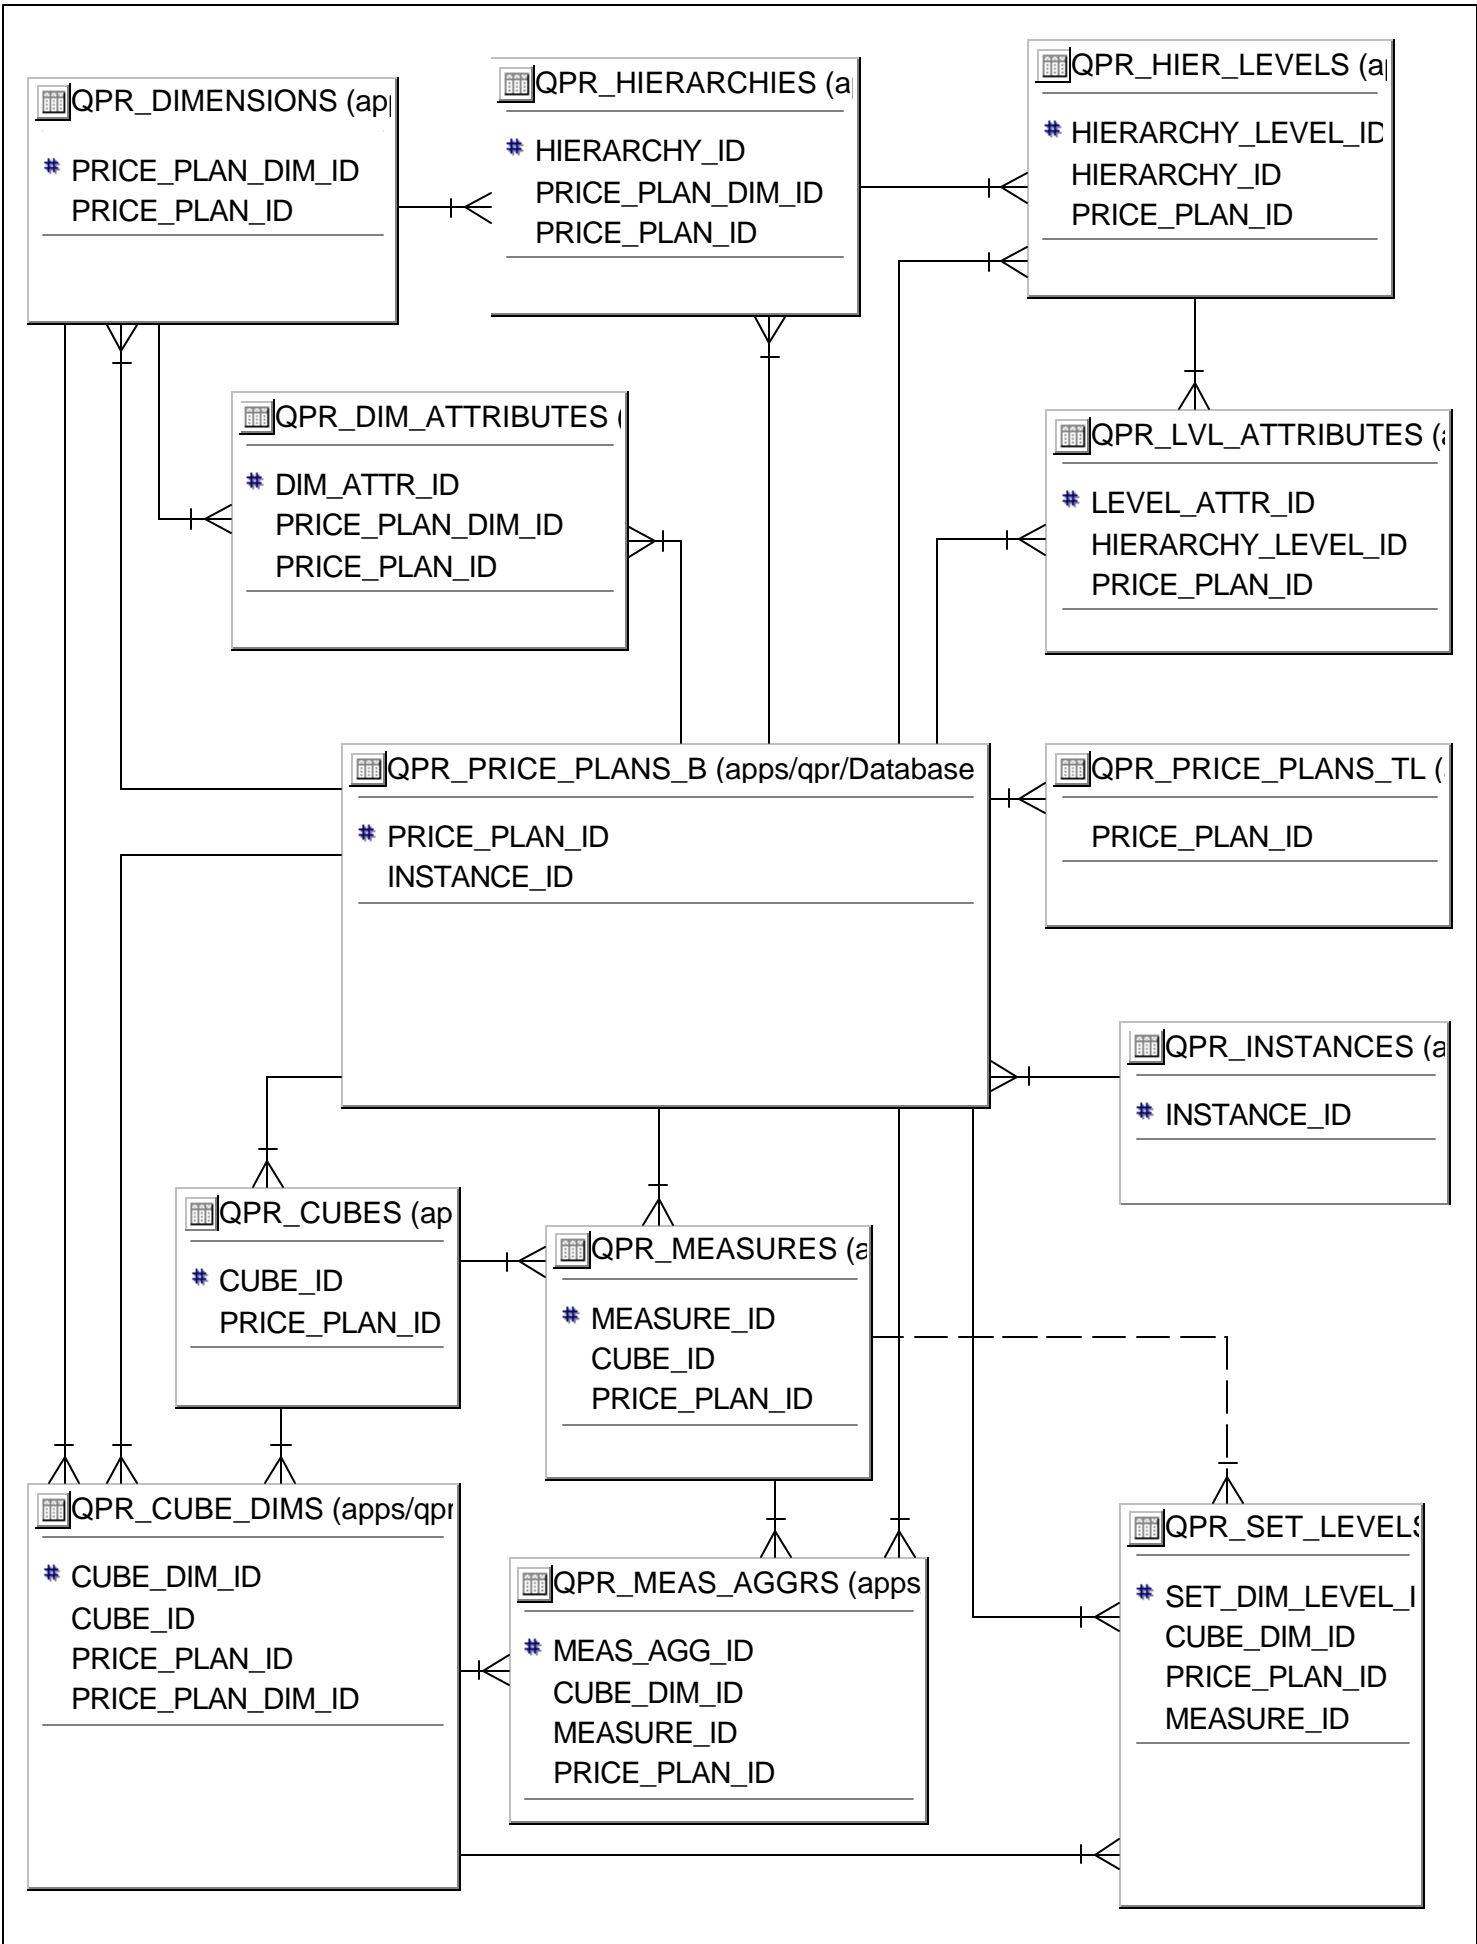 QPR_DIMENSIONS (ap
# PRICE_PLAN_DIM_ID
PRICE_PLAN_ID
QPR_HIERARCHIES (a
# HIERARCHY_ID
PRICE_PLAN_DIM_ID
PRICE_PLAN_ID
QPR_HIER_LEVELS (a
# HIERARCHY_LEVEL_ID
HIERARCHY_ID
PRICE_PLAN_ID
QPR_DIM_ATTRIBUTES (
# DIM_ATTR_ID
PRICE_PLAN_DIM_ID
PRICE_PLAN_ID
QPR_LVL_ATTRIBUTES (a
# LEVEL_ATTR_ID
HIERARCHY_LEVEL_ID
PRICE_PLAN_ID
QPR_PRICE_PLANS_B (apps/qpr/Database
# PRICE_PLAN_ID
INSTANCE_ID
QPR_PRICE_PLANS_TL (
PRICE_PLAN_ID
QPR_INSTANCES (a
# INSTANCE_ID
QPR_CUBES (ap
# CUBE_ID
PRICE_PLAN_ID
QPR_MEASURES (a
# MEASURE_ID
CUBE_ID
PRICE_PLAN_ID
QPR_CUBE_DIMS (apps/qpr
# CUBE_DIM_ID
CUBE_ID
PRICE_PLAN_ID
PRICE_PLAN_DIM_ID
QPR_MEAS_AGGRS (apps
# MEAS_AGG_ID
CUBE_DIM_ID
MEASURE_ID
PRICE_PLAN_ID
QPR_SET_LEVELS
# SET_DIM_LEVEL_I
CUBE_DIM_ID
PRICE_PLAN_ID
MEASURE_ID